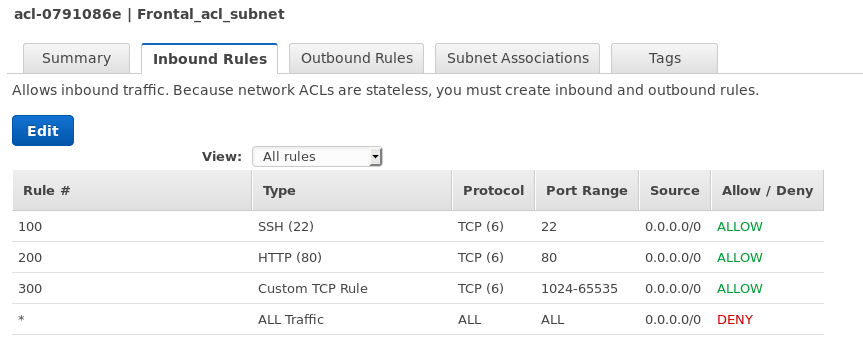 acl-0791086e | Frontal_acl_subnet
Summary Inbound Rules Outbound Rules Subnet Associations Tags
Allows inbound traffic. Because network ACLs are stateless, you must create inbound and outbound rules.
Edit
View: All rules
Rule # Type Protocol Port Range Source Allow / Deny
100 SSH (22) TCP (6) 22 0.0.0.0/0 ALLOW
200 HTTP (80) TCP (6) 80 0.0.0.0/0 ALLOW
300 Custom TCP Rule TCP (6) 1024-65535 0.0.0.0/0 ALLOW
* ALL Traffic ALL ALL 0.0.0.0/0 DENY